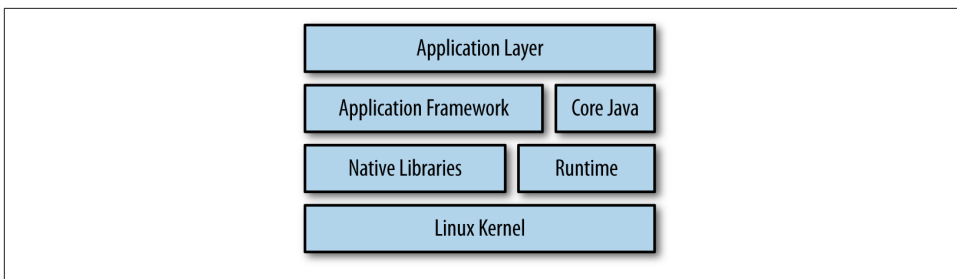 Application Layer
Application Framework
Core Java
Native Libraries
Runtime
Linux Kernel